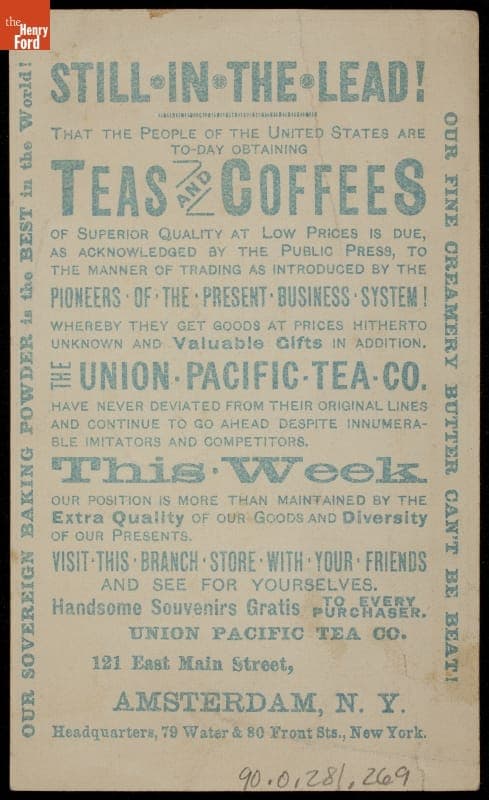 the
Henry
Ford
STILL · IN · THE · LEAD!
THAT THE PEOPLE OF THE UNITED STATES ARE
TO-DAY OBTAINING
TEAS AND COFFEES
OF SUPERIOR QUALITY AT LOW PRICES IS DUE,
AS ACKNOWLEDGED BY THE PUBLIC PRESS, TO
THE MANNER OF TRADING AS INTRODUCED BY THE
PIONEERS · OF · THE · PRESENT · BUSINESS · SYSTEM!
WHEREBY THEY GET GOODS AT PRICES HITHERTO
UNKNOWN AND Valuable Gifts IN ADDITION.
THE UNION · PACIFIC · TEA · CO.
HAVE NEVER DEVIATED FROM THEIR ORIGINAL LINES
AND CONTINUE TO GO AHEAD DESPITE INNUMERA-
BLE IMITATORS AND COMPETITORS.
This · Week
OUR POSITION IS MORE THAN MAINTAINED BY THE
Extra Quality OF OUR GOODS AND Diversity
OF OUR PRESENTS.
VISIT · THIS · BRANCH · STORE · WITH · YOUR · FRIENDS
AND SEE FOR YOURSELVES.
Handsome Souvenirs Gratis TO EVERY
PURCHASER.
UNION PACIFIC TEA CO.
121 East Main Street,
AMSTERDAM, N. Y.
Headquarters, 79 Water & 80 Front Sts., New York.
OUR SOVEREIGN BAKING POWDER is the BEST in the World!
OUR FINE CREAMERY BUTTER CAN'T BE BEAT!
90.0.281.269